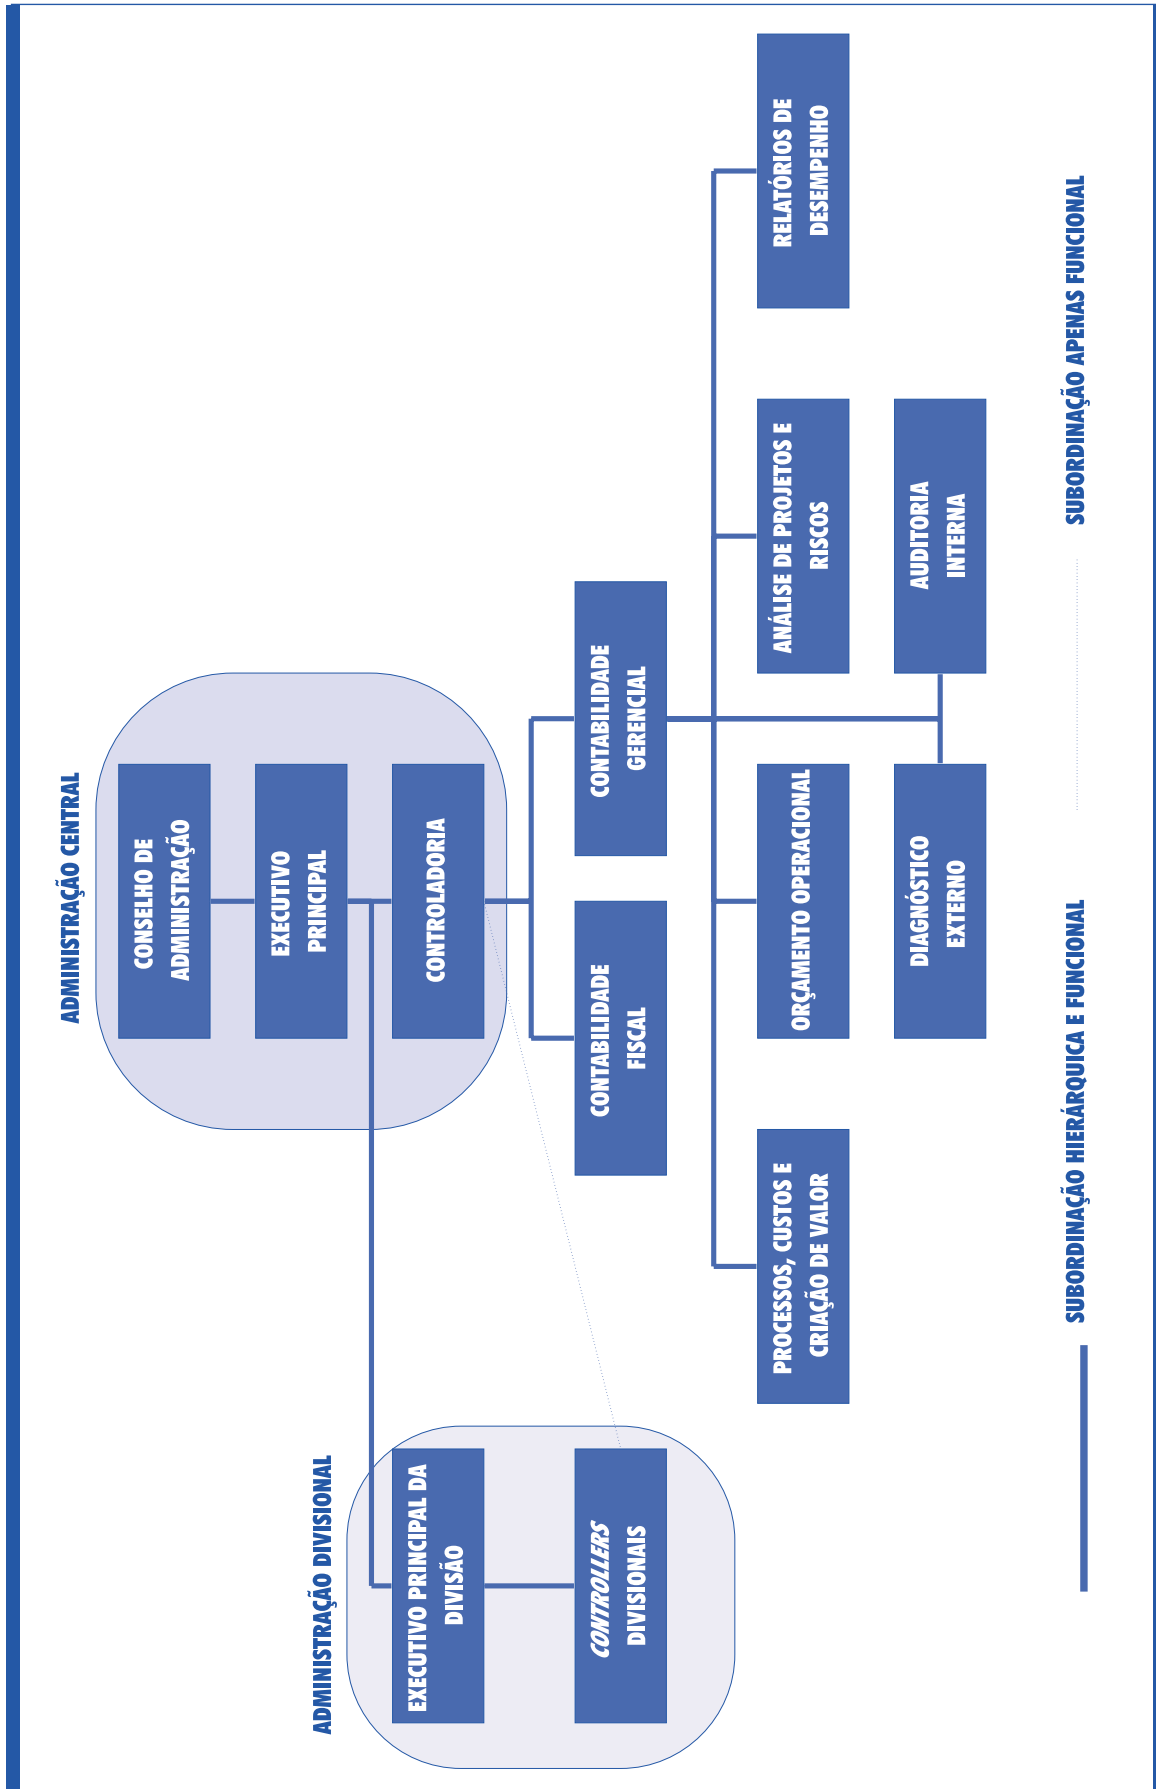 ADMINISTRAÇÃO CENTRAL
CONSELHO DE
ADMINISTRAÇÃO
EXECUTIVO
PRINCIPAL
ADMINISTRAÇÃO DIVISIONAL
EXECUTIVO PRINCIPAL DA
DIVISÃO
CONTROLADORIA
CONTROLLERS
DIVISIONAIS
CONTABILIDADE
FISCAL
CONTABILIDADE
GERENCIAL
PROCESSOS, CUSTOS E
CRIAÇÃO DE VALOR
ORÇAMENTO OPERACIONAL
ANÁLISE DE PROJETOS E
RISCOS
RELATÓRIOS DE
DESEMPENHO
DIAGNÓSTICO
EXTERNO
AUDITORIA
INTERNA
SUBORDINAÇÃO HIERÁRQUICA E FUNCIONAL
SUBORDINAÇÃO APENAS FUNCIONAL